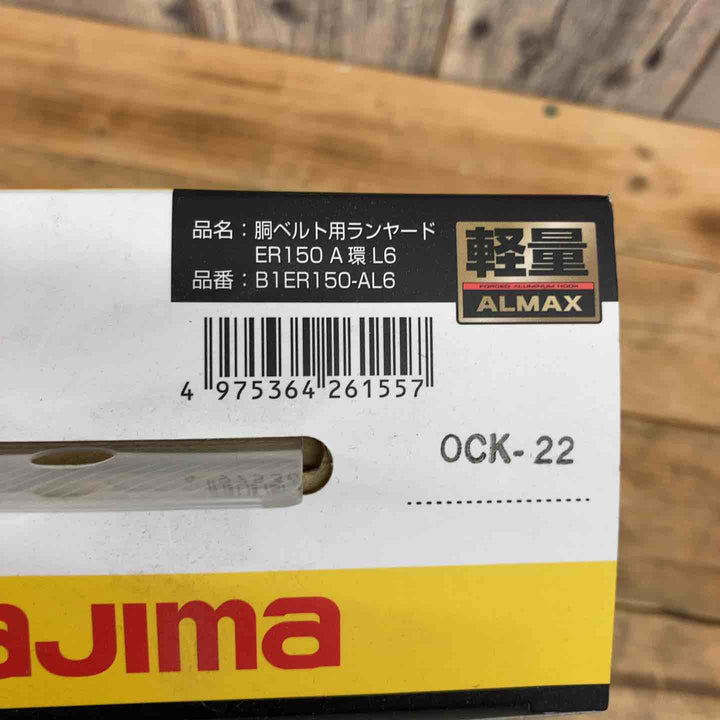 品名：胴ベルト用ランヤード
ER150 A 環 L6
品番：B1ER150-AL6
軽量
FORGED ALUMINUM HOOK
ALMAX
4 975364 261557
OCK-22
ajima